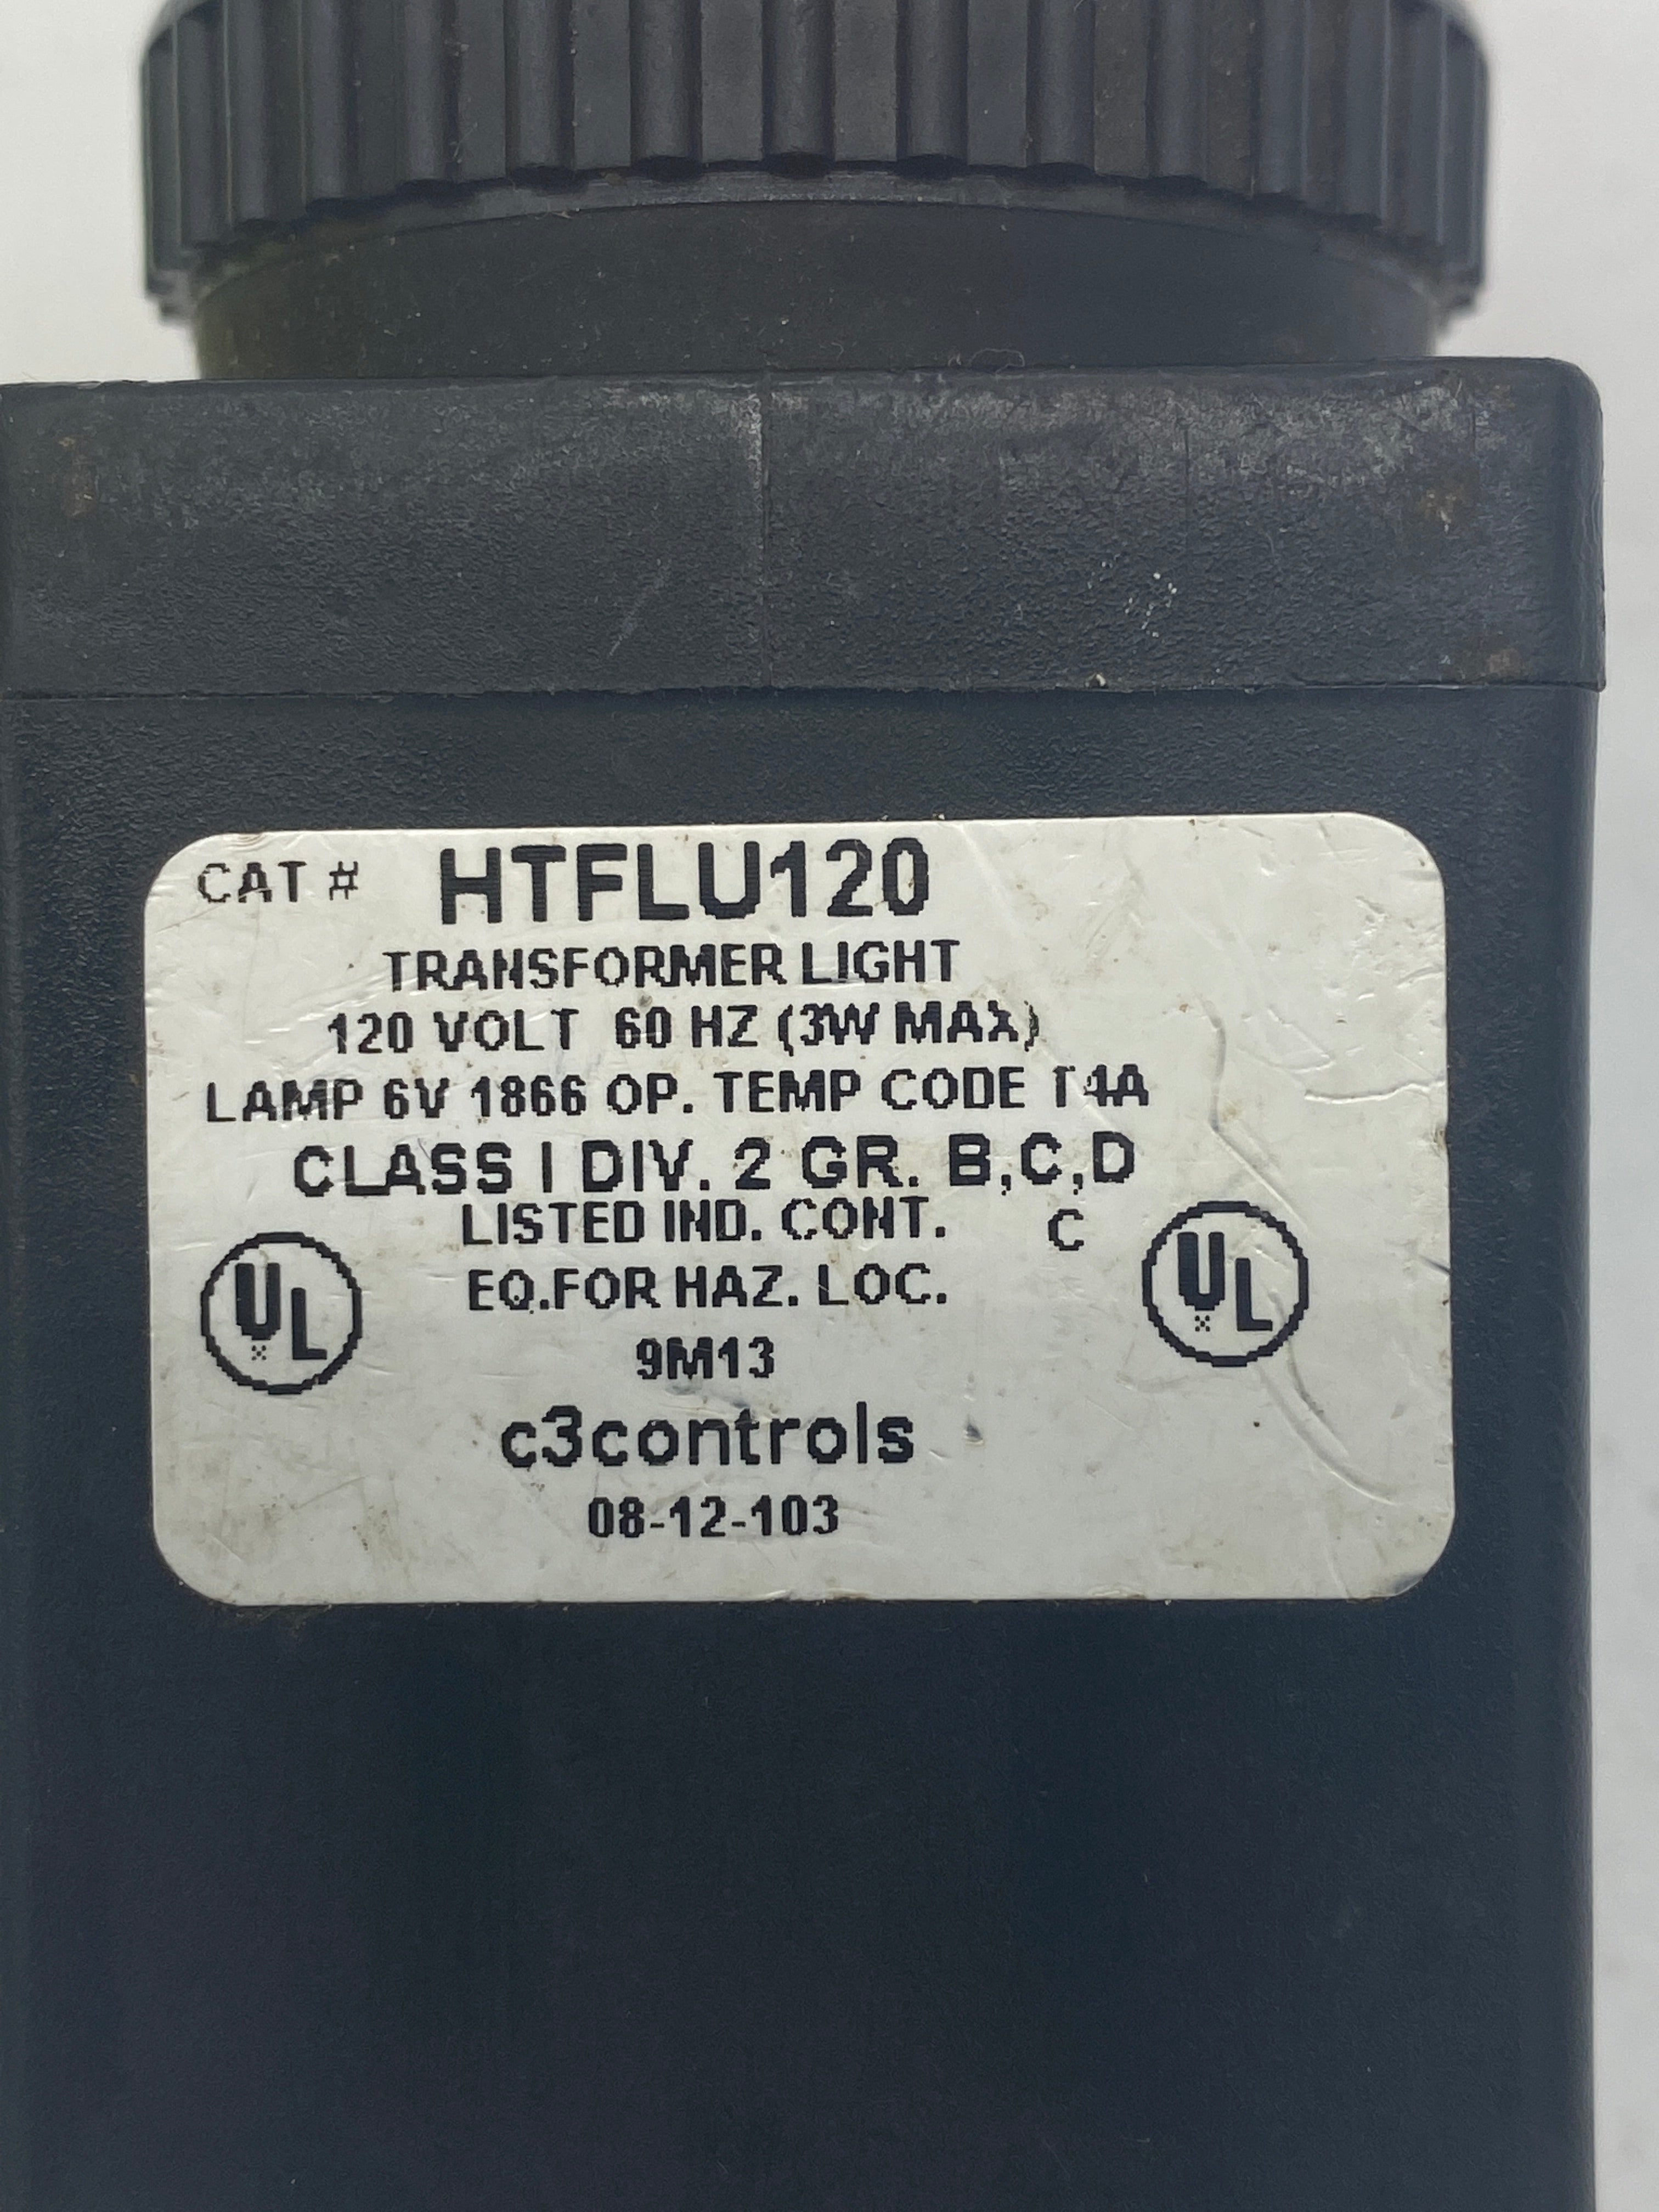 CAT # HTFLU120
TRANSFORMER LIGHT
120 VOLT 60 HZ (3W MAX)
LAMP 6V 1866 OP. TEMP CODE T4A
CLASS I DIV. 2 GR. B,C,D
LISTED IND. CONT.
EQ.FOR HAZ. LOC.
UL
C UL
9M13
c3controls
08-12-103